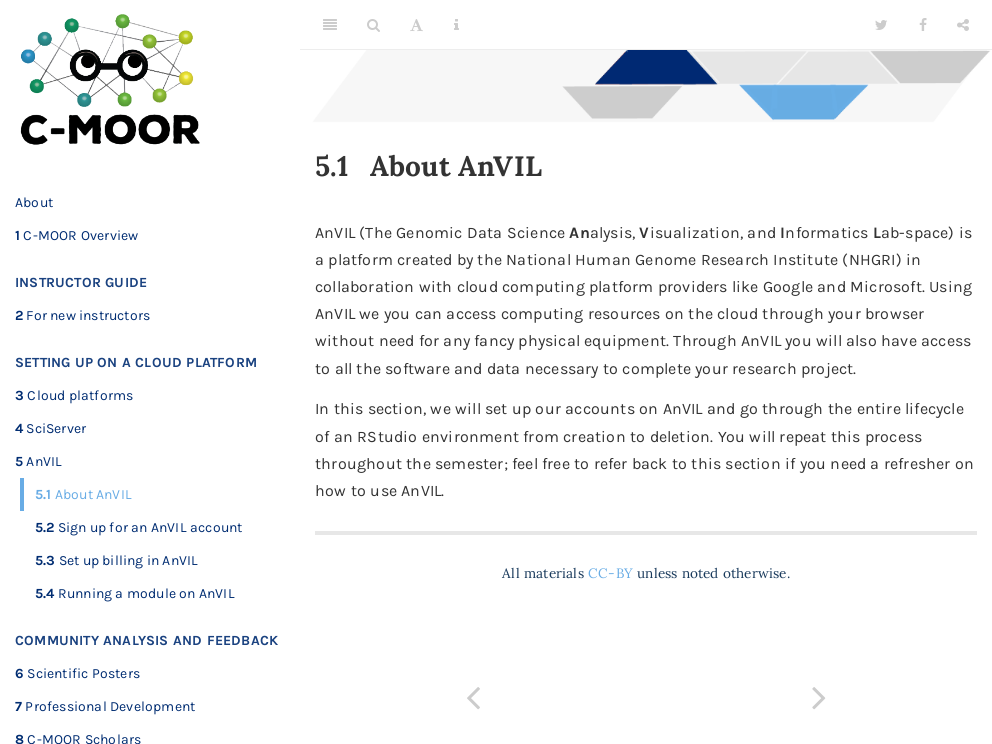 C-MOOR
About
1 C-MOOR Overview
INSTRUCTOR GUIDE
2 For new instructors
SETTING UP ON A CLOUD PLATFORM
3 Cloud platforms
4 SciServer
5 AnVIL
5.1 About AnVIL
5.2 Sign up for an AnVIL account
5.3 Set up billing in AnVIL
5.4 Running a module on AnVIL
COMMUNITY ANALYSIS AND FEEDBACK
6 Scientific Posters
7 Professional Development
8 C-MOOR Scholars
A
5.1 About AnVIL
AnVIL (The Genomic Data Science Analysis, Visualization, and Informatics Lab-space) is
a platform created by the National Human Genome Research Institute (NHGRI) in
collaboration with cloud computing platform providers like Google and Microsoft. Using
AnVIL we you can access computing resources on the cloud through your browser
without need for any fancy physical equipment. Through AnVIL you will also have access
to all the software and data necessary to complete your research project.
In this section, we will set up our accounts on AnVIL and go through the entire lifecycle
of an RStudio environment from creation to deletion. You will repeat this process
throughout the semester; feel free to refer back to this section if you need a refresher on
how to use AnVIL.
All materials CC-BY unless noted otherwise.